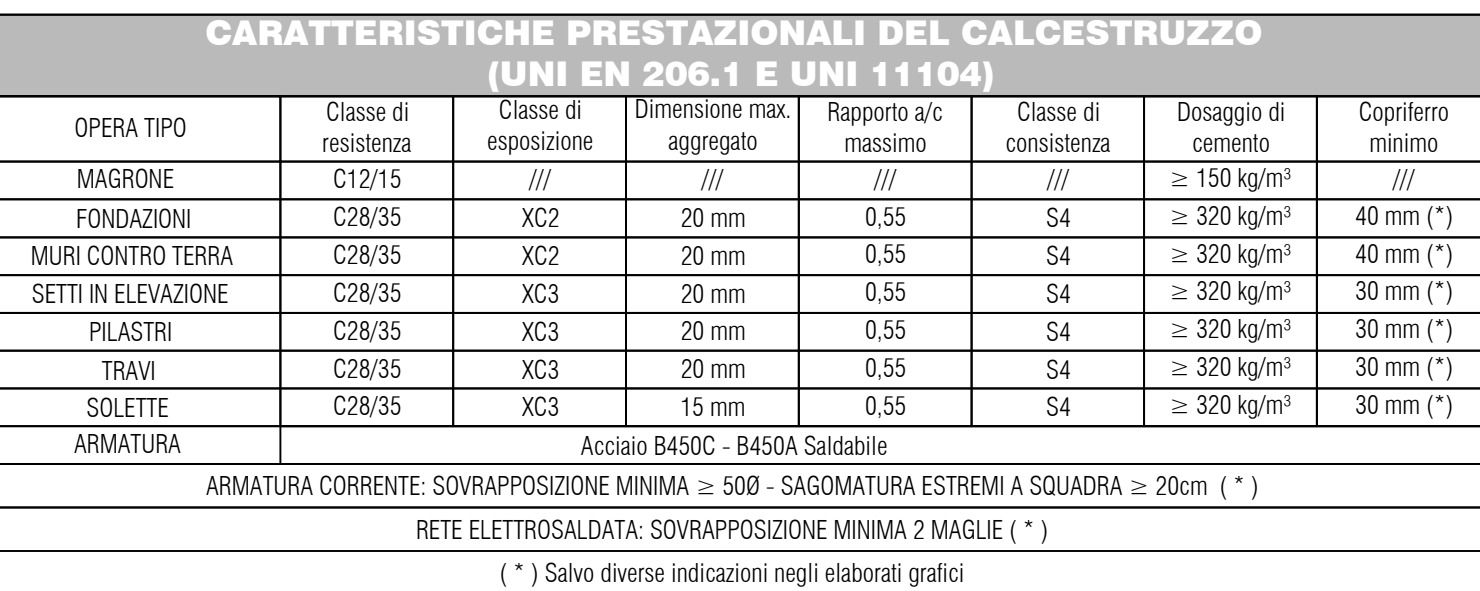 CARATTERISTICHE PRESTAZIONALI DEL CALCESTRUZZO
(UNI EN 206.1 E UNI 11104)
OPERA TIPO | Classe di resistenza | Classe di esposizione | Dimensione max. aggregato | Rapporto a/c massimo | Classe di consistenza | Dosaggio di cemento | Copriferro minimo
MAGRONE | C12/15 | /// | /// | /// | /// | ≥ 150 kg/m³ | ///
FONDAZIONI | C28/35 | XC2 | 20 mm | 0,55 | S4 | ≥ 320 kg/m³ | 40 mm (*)
MURI CONTRO TERRA | C28/35 | XC2 | 20 mm | 0,55 | S4 | ≥ 320 kg/m³ | 40 mm (*)
SETTI IN ELEVAZIONE | C28/35 | XC3 | 20 mm | 0,55 | S4 | ≥ 320 kg/m³ | 30 mm (*)
PILASTRI | C28/35 | XC3 | 20 mm | 0,55 | S4 | ≥ 320 kg/m³ | 30 mm (*)
TRAVI | C28/35 | XC3 | 20 mm | 0,55 | S4 | ≥ 320 kg/m³ | 30 mm (*)
SOLETTE | C28/35 | XC3 | 15 mm | 0,55 | S4 | ≥ 320 kg/m³ | 30 mm (*)
ARMATURA | Acciaio B450C - B450A Saldabile
ARMATURA CORRENTE: SOVRAPPOSIZIONE MINIMA ≥ 50Ø - SAGOMATURA ESTREMI A SQUADRA ≥ 20cm ( * )
RETE ELETTROSALDATA: SOVRAPPOSIZIONE MINIMA 2 MAGLIE ( * )
( * ) Salvo diverse indicazioni negli elaborati grafici